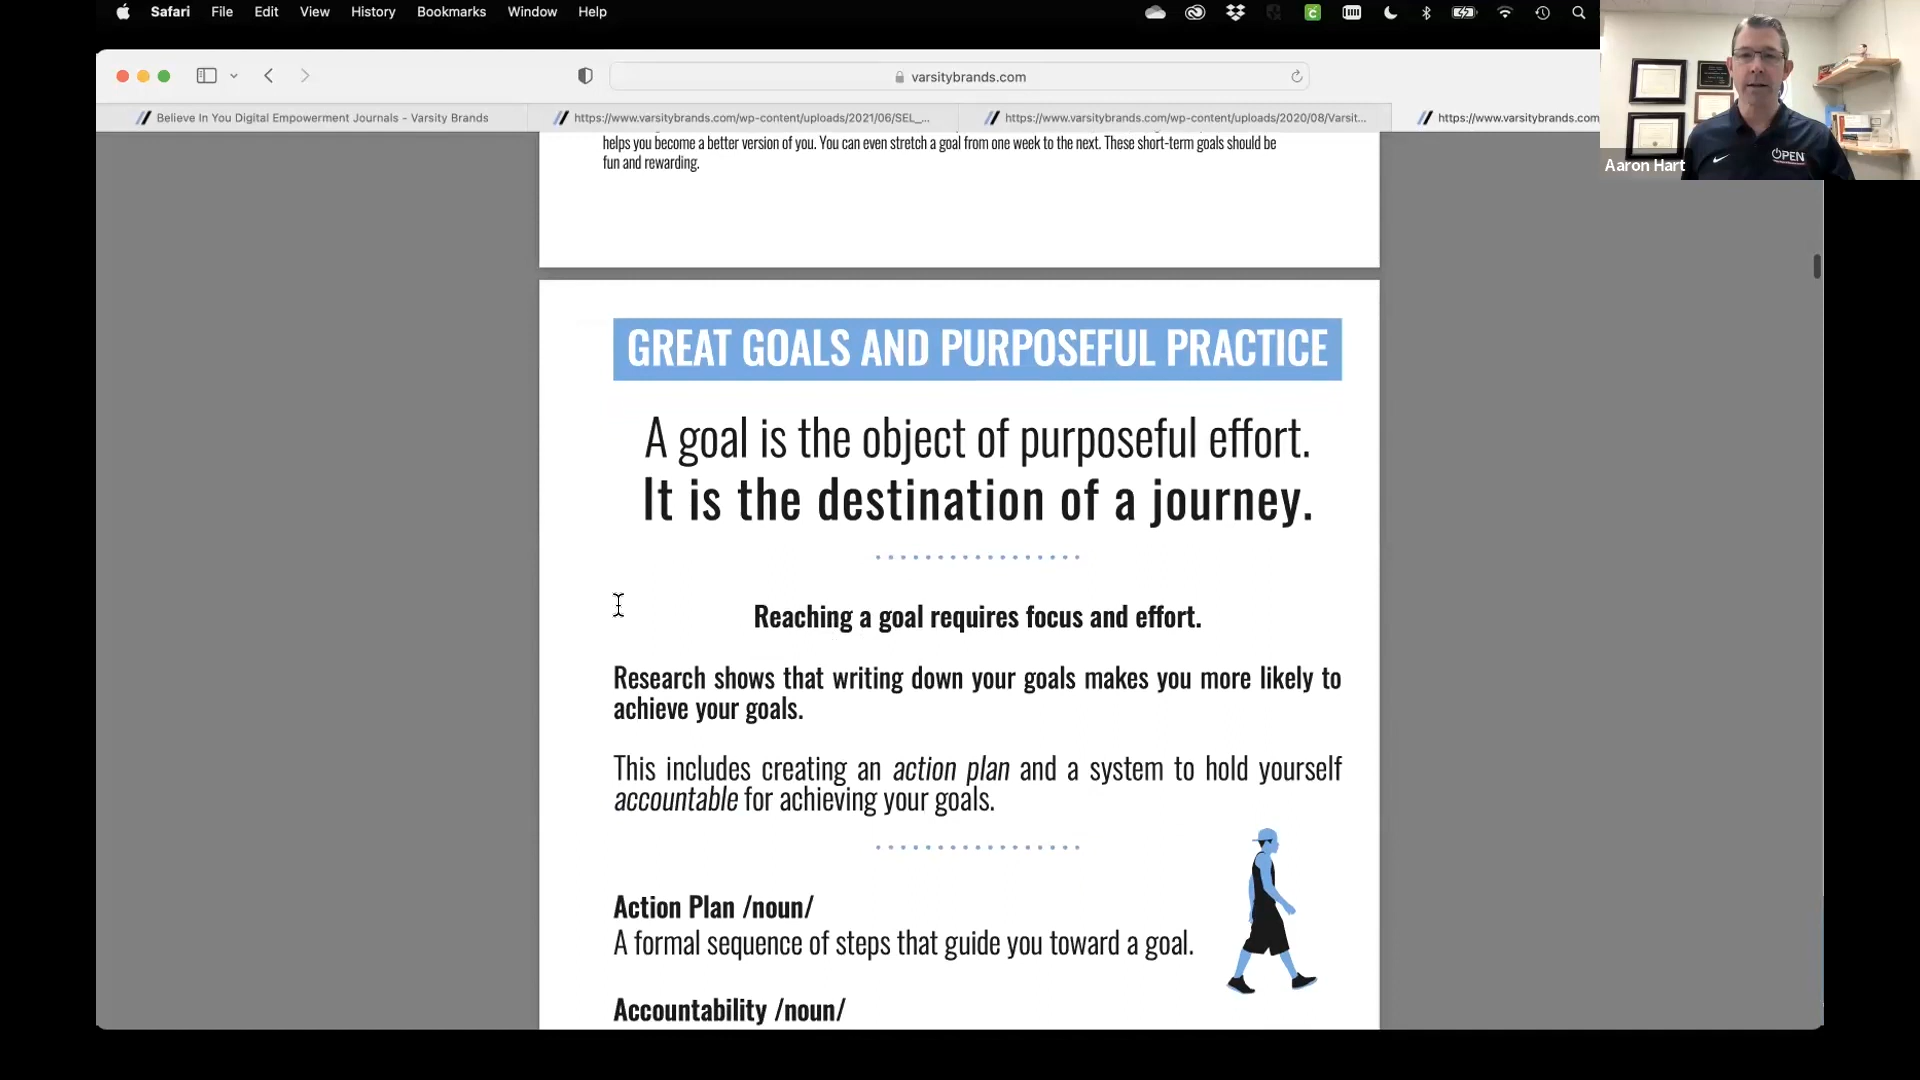 Safari File Edit View History Bookmarks Window Help
varsitybrands.com
Believe In You Digital Empowerment Journals - Varsity Brands
https://www.varsitybrands.com/wp-content/uploads/2021/06/SEL_...
https://www.varsitybrands.com/wp-content/uploads/2020/08/Varsit...
https://www.varsitybrands.com
OPEN
Aaron Hart
helps you become a better version of you. You can even stretch a goal from one week to the next. These short-term goals should be
fun and rewarding.
GREAT GOALS AND PURPOSEFUL PRACTICE
A goal is the object of purposeful effort.
It is the destination of a journey.
Reaching a goal requires focus and effort.
Research shows that writing down your goals makes you more likely to
achieve your goals.
This includes creating an action plan and a system to hold yourself
accountable for achieving your goals.
Action Plan /noun/
A formal sequence of steps that guide you toward a goal.
Accountability /noun/